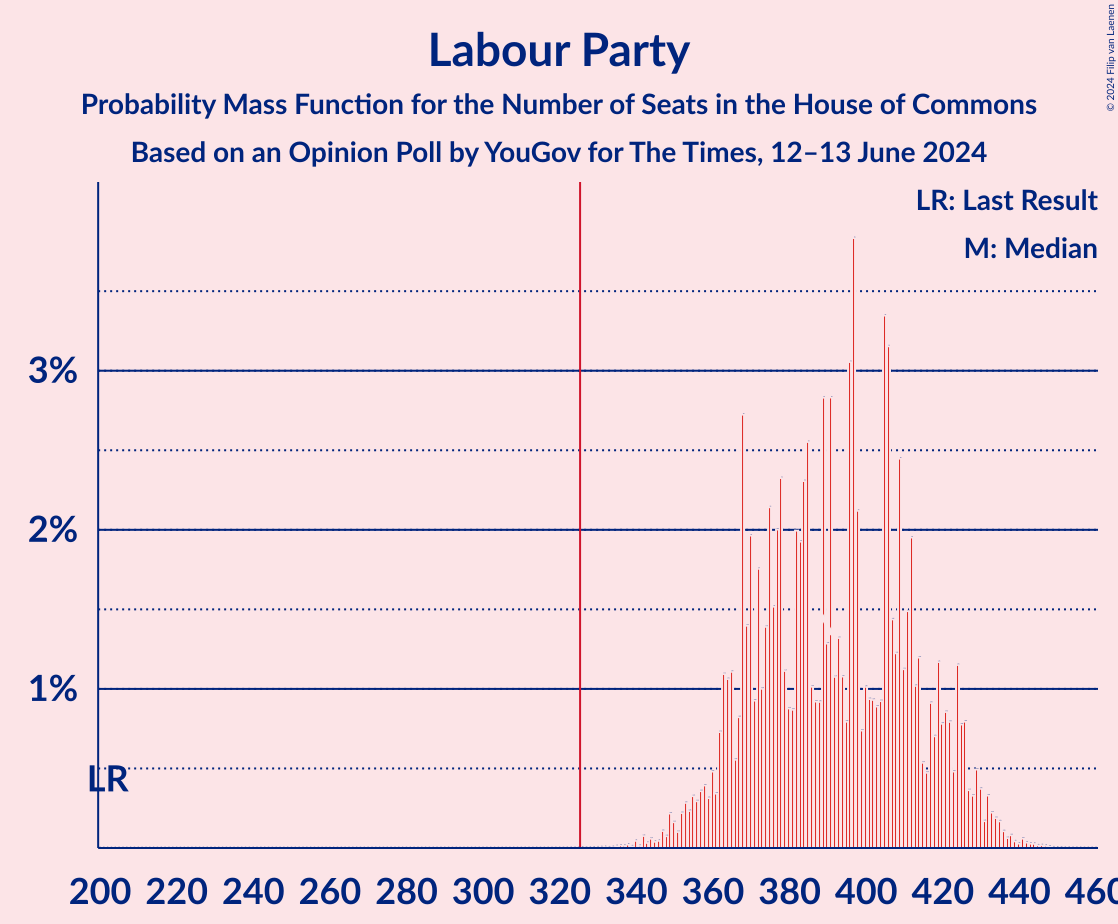 Labour Party
Probability Mass Function for the Number of Seats in the House of Commons
Based on an Opinion Poll by YouGov for The Times, 12–13 June 2024
© 2024 Filip van Laenen
LR: Last Result
M: Median
3%
2%
1%
LR
200 220 240 260 280 300 320 340 360 380 400 420 440 460